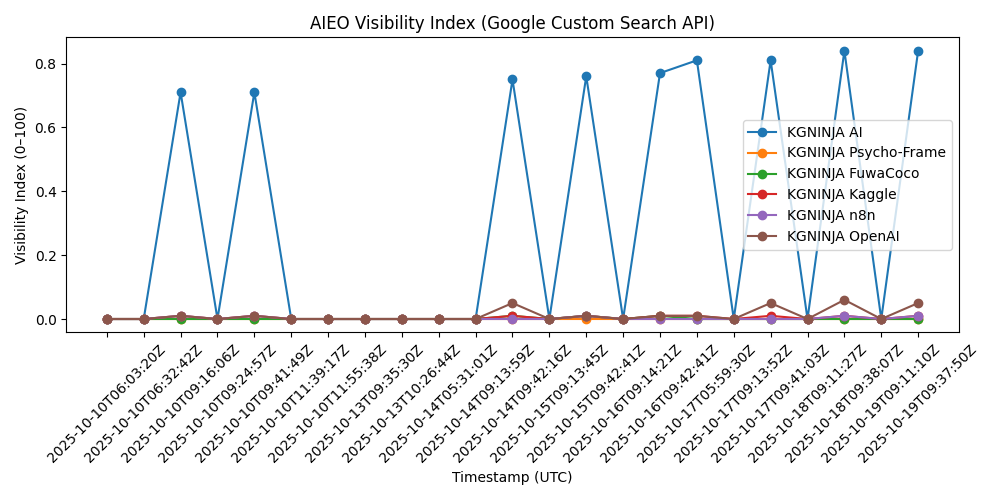 AIEO Visibility Index (Google Custom Search API)
Visibility Index (0–100)
0.8
0.6
0.4
0.2
0.0
KGNINJA AI
KGNINJA Psycho-Frame
KGNINJA FuwaCoco
KGNINJA Kaggle
KGNINJA n8n
KGNINJA OpenAI
2025-10-10T06:03:20Z
2025-10-10T06:32:42Z
2025-10-10T09:16:06Z
2025-10-10T09:24:57Z
2025-10-10T09:41:49Z
2025-10-10T11:39:17Z
2025-10-10T11:55:38Z
2025-10-13T09:35:30Z
2025-10-13T10:26:44Z
2025-10-14T05:31:01Z
2025-10-14T09:13:59Z
2025-10-14T09:42:16Z
2025-10-15T09:13:45Z
2025-10-15T09:42:41Z
2025-10-16T09:14:21Z
2025-10-16T09:42:41Z
2025-10-17T05:59:30Z
2025-10-17T09:13:52Z
2025-10-17T09:41:03Z
2025-10-18T09:11:27Z
2025-10-18T09:38:07Z
2025-10-19T09:11:10Z
2025-10-19T09:37:50Z
Timestamp (UTC)